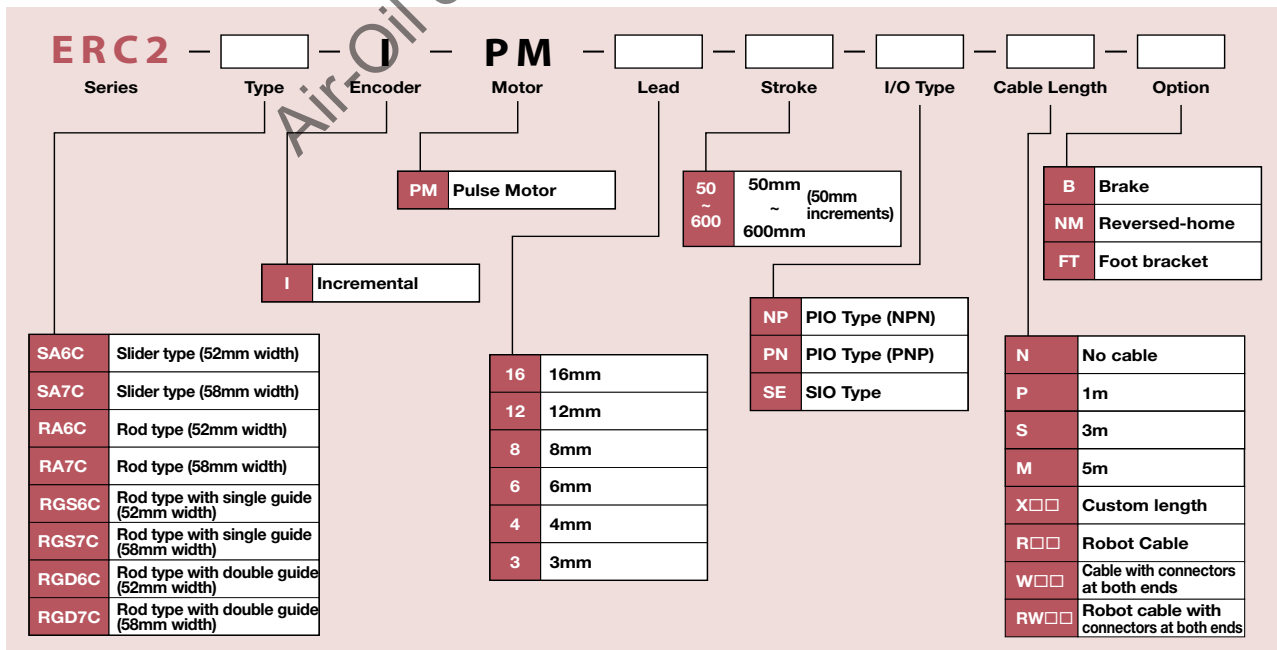 ERC2 – – I – PM – – – – –
Series Type Encoder Motor Lead Stroke I/O Type Cable Length Option
Air-Oil
PM Pulse Motor
I Incremental
SA6C Slider type (52mm width)
SA7C Slider type (58mm width)
RA6C Rod type (52mm width)
RA7C Rod type (58mm width)
RGS6C Rod type with single guide
(52mm width)
RGS7C Rod type with single guide
(58mm width)
RGD6C Rod type with double guide
(52mm width)
RGD7C Rod type with double guide
(58mm width)
16 16mm
12 12mm
8 8mm
6 6mm
4 4mm
3 3mm
50 50mm
~ ~ (50mm
increments)
600 600mm
NP PIO Type (NPN)
PN PIO Type (PNP)
SE SIO Type
B Brake
NM Reversed-home
FT Foot bracket
N No cable
P 1m
S 3m
M 5m
X□□ Custom length
R□□ Robot Cable
W□□ Cable with connectors
at both ends
RW□□ Robot cable with
connectors at both ends